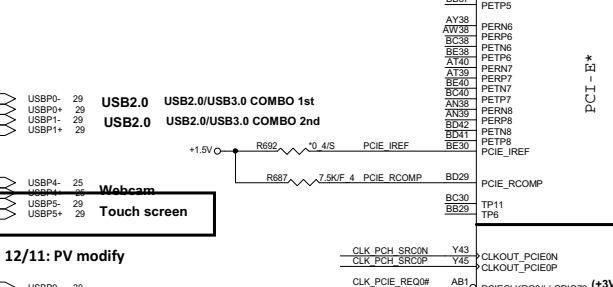 BB37 PETP5
AY38 PERN6
AW38 PERP6
BC38 PETN6
BE38 PETP6
AT40 PERN7
AT39 PERP7
BE40 PETN7
BC40 PETP7
AN38 PERN8
AN39 PERP8
BD42 PETN8
BD41 PETP8
BE30 PCIE_IREF
PCI-E*
USBP0- 29
USBP0+ 29
USBP1- 29
USBP1+ 29
USB2.0 USB2.0/USB3.0 COMBO 1st
USB2.0 USB2.0/USB3.0 COMBO 2nd
+1.5V R692 *0_4/S PCIE_IREF
R687 7.5K/F_4 PCIE_RCOMP BD29 PCIE_RCOMP
USBP4- 25
USBP4+ 25 Webcam
USBP5- 29
USBP5+ 29 Touch screen
BC30 TP11
BB29 TP6
12/11: PV modify
CLK_PCH_SRC0N Y43 CLKOUT_PCIE0N
CLK_PCH_SRC0P Y45 CLKOUT_PCIE0P
CLK_PCIE_REQ0# AB1 (+3V